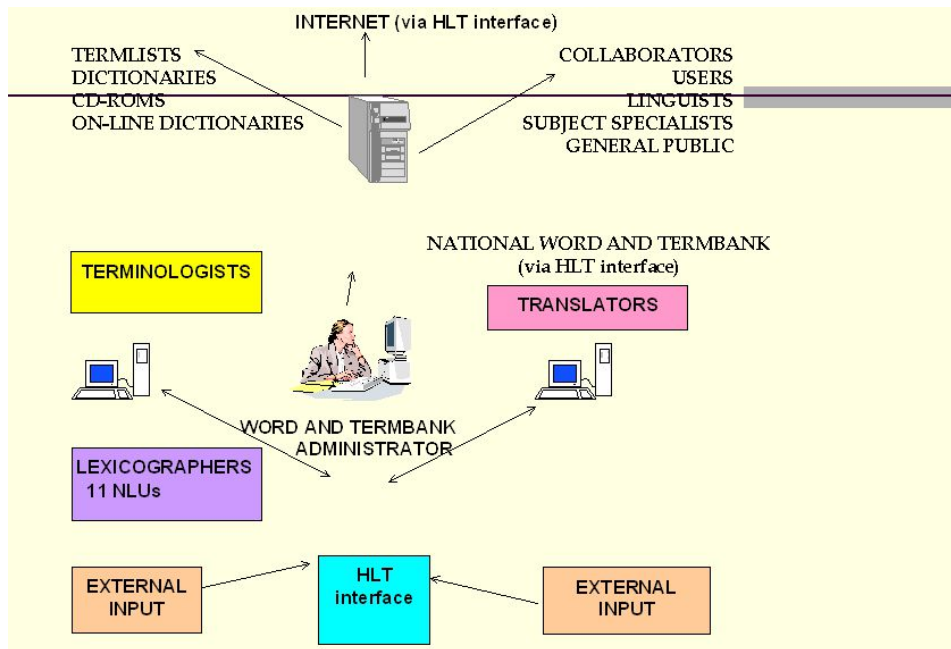 INTERNET (via HLT interface)
TERMLISTS
DICTIONARIES
CD-ROMS
ON-LINE DICTIONARIES
COLLABORATORS
USERS
LINGUISTS
SUBJECT SPECIALISTS
GENERAL PUBLIC
NATIONAL WORD AND TERMBANK
(via HLT interface)
TERMINOLOGISTS
TRANSLATORS
WORD AND TERMBANK
ADMINISTRATOR
LEXICOGRAPHERS
11 NLUs
EXTERNAL
INPUT
HLT
interface
EXTERNAL
INPUT